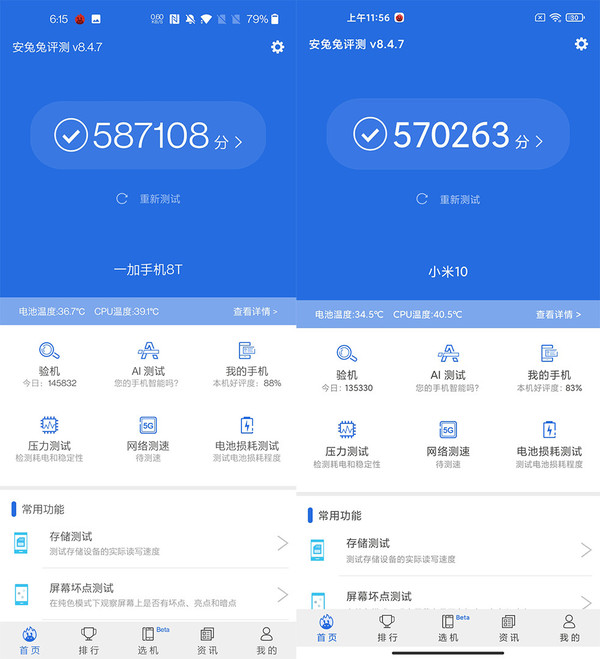 6:15
0.60
KB/S
79%
安兔兔评测 v8.4.7
587108 分
重新测试
一加手机8T
电池温度:36.7℃ CPU温度:39.1℃ 查看详情 >
验机
今日：145832
AI 测试
您的手机智能吗？
我的手机
本机好评度：88%
压力测试
检测耗电和稳定性
5G
网络测速
待测速
电池损耗测试
测试电池损耗程度
常用功能
存储测试
测试存储设备的实际读写速度
屏幕坏点测试
在纯色模式下观察屏幕上是否有坏点、亮点和暗点
首页
排行
Beta
选机
资讯
我的
上午11:56
80
安兔兔评测 v8.4.7
570263 分
重新测试
小米10
电池温度:34.5℃ CPU温度:40.5℃ 查看详情 >
验机
今日：135330
AI 测试
您的手机智能吗？
我的手机
本机好评度：83%
压力测试
检测耗电和稳定性
5G
网络测速
待测速
电池损耗测试
测试电池损耗程度
常用功能
存储测试
测试存储设备的实际读写速度
屏幕坏点测试
首页
排行
Beta
选机
资讯
我的